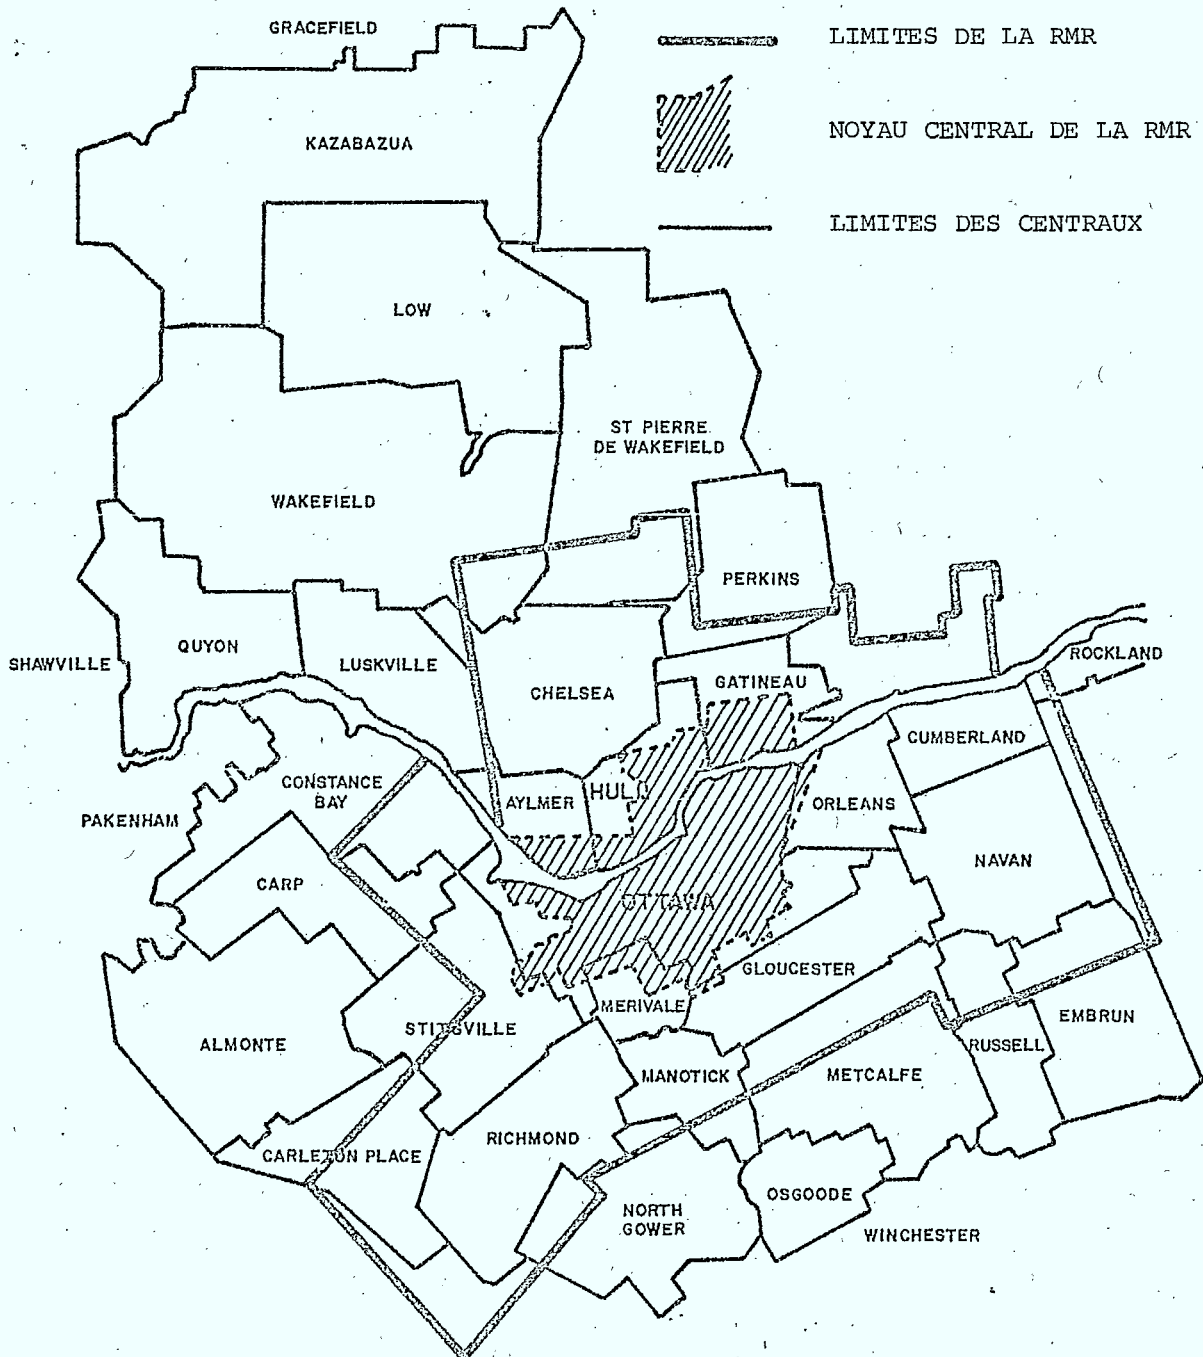 GRACEFIELD
LIMITES DE LA RMR
NOYAU CENTRAL DE LA RMR
KAZABAZUA
LIMITES DES CENTRAUX
LOW
ST PIERRE
DE WAKEFIELD
WAKEFIELD
PERKINS
QUYON
SHAWVILLE
LUSKVILLE
ROCKLAND
CHELSEA
GATINEAU
CUMBERLAND
CONSTANCE
BAY
AYLMER
HULL
ORLEANS
PAKENHAM
NAVAN
CARP
OTTAWA
GLOUCESTER
MERIVALE
STITSVILLE
EMBRUN
ALMONTE
RUSSELL
MANOTICK
METCALFE
RICHMOND
CARLETON PLACE
OSGOODE
NORTH
GOWER
WINCHESTER